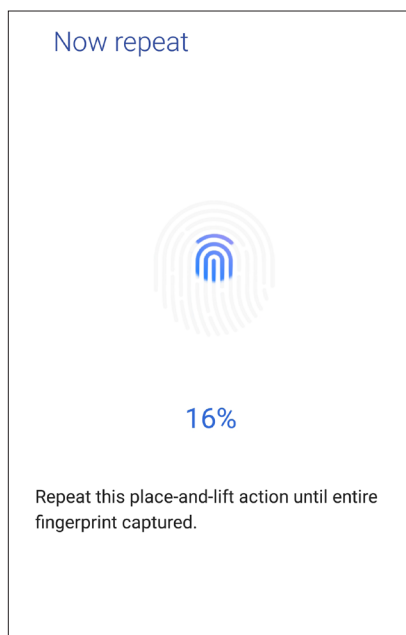 Now repeat
16%
Repeat this place-and-lift action until entire
fingerprint captured.